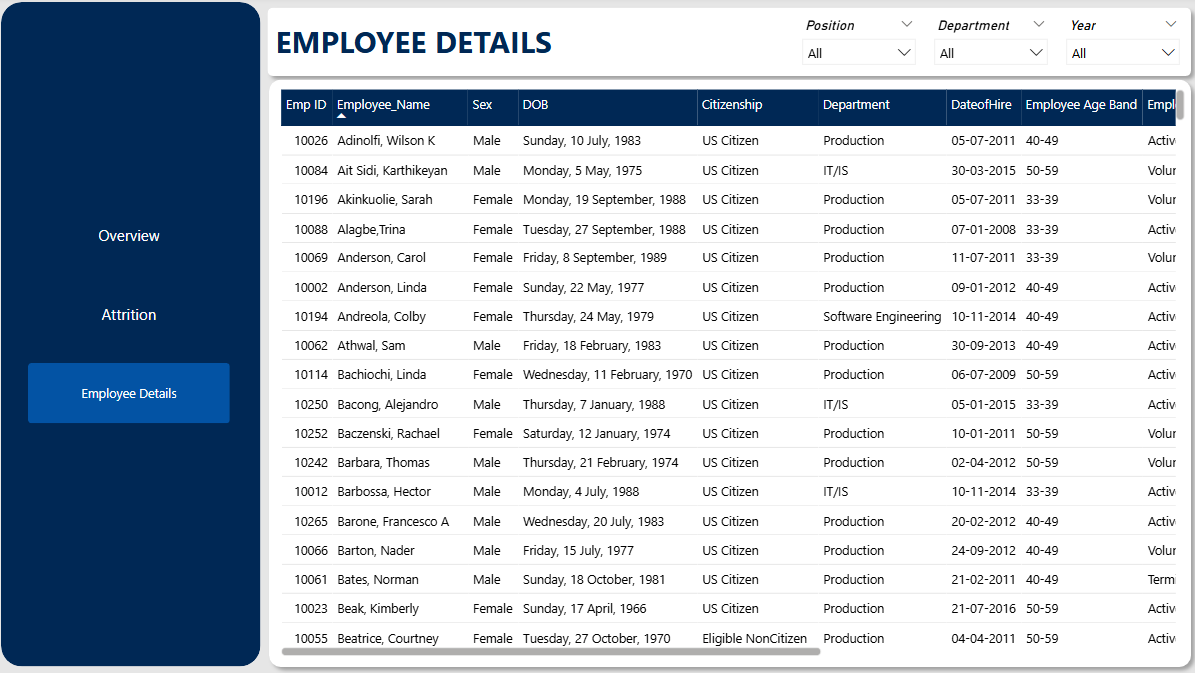 EMPLOYEE DETAILS
Position Department Year
All All All
Overview
Attrition
Employee Details
Emp ID Employee_Name Sex DOB Citizenship Department DateofHire Employee Age Band Empl
10026 Adinolfi, Wilson K Male Sunday, 10 July, 1983 US Citizen Production 05-07-2011 40-49 Active
10084 Ait Sidi, Karthikeyan Male Monday, 5 May, 1975 US Citizen IT/IS 30-03-2015 50-59 Volur
10196 Akinkuolie, Sarah Female Monday, 19 September, 1988 US Citizen Production 05-07-2011 33-39 Volur
10088 Alagbe,Trina Female Tuesday, 27 September, 1988 US Citizen Production 07-01-2008 33-39 Active
10069 Anderson, Carol Female Friday, 8 September, 1989 US Citizen Production 11-07-2011 33-39 Volur
10002 Anderson, Linda Female Sunday, 22 May, 1977 US Citizen Production 09-01-2012 40-49 Active
10194 Andreola, Colby Female Thursday, 24 May, 1979 US Citizen Software Engineering 10-11-2014 40-49 Active
10062 Athwal, Sam Male Friday, 18 February, 1983 US Citizen Production 30-09-2013 40-49 Active
10114 Bachiochi, Linda Female Wednesday, 11 February, 1970 US Citizen Production 06-07-2009 50-59 Active
10250 Bacong, Alejandro Male Thursday, 7 January, 1988 US Citizen IT/IS 05-01-2015 33-39 Active
10252 Baczenski, Rachael Female Saturday, 12 January, 1974 US Citizen Production 10-01-2011 50-59 Volur
10242 Barbara, Thomas Male Thursday, 21 February, 1974 US Citizen Production 02-04-2012 50-59 Volur
10012 Barbossa, Hector Male Monday, 4 July, 1988 US Citizen IT/IS 10-11-2014 33-39 Active
10265 Barone, Francesco A Male Wednesday, 20 July, 1983 US Citizen Production 20-02-2012 40-49 Active
10066 Barton, Nader Male Friday, 15 July, 1977 US Citizen Production 24-09-2012 40-49 Volur
10061 Bates, Norman Male Sunday, 18 October, 1981 US Citizen Production 21-02-2011 40-49 Term
10023 Beak, Kimberly Female Sunday, 17 April, 1966 US Citizen Production 21-07-2016 50-59 Active
10055 Beatrice, Courtney Female Tuesday, 27 October, 1970 Eligible NonCitizen Production 04-04-2011 50-59 Active